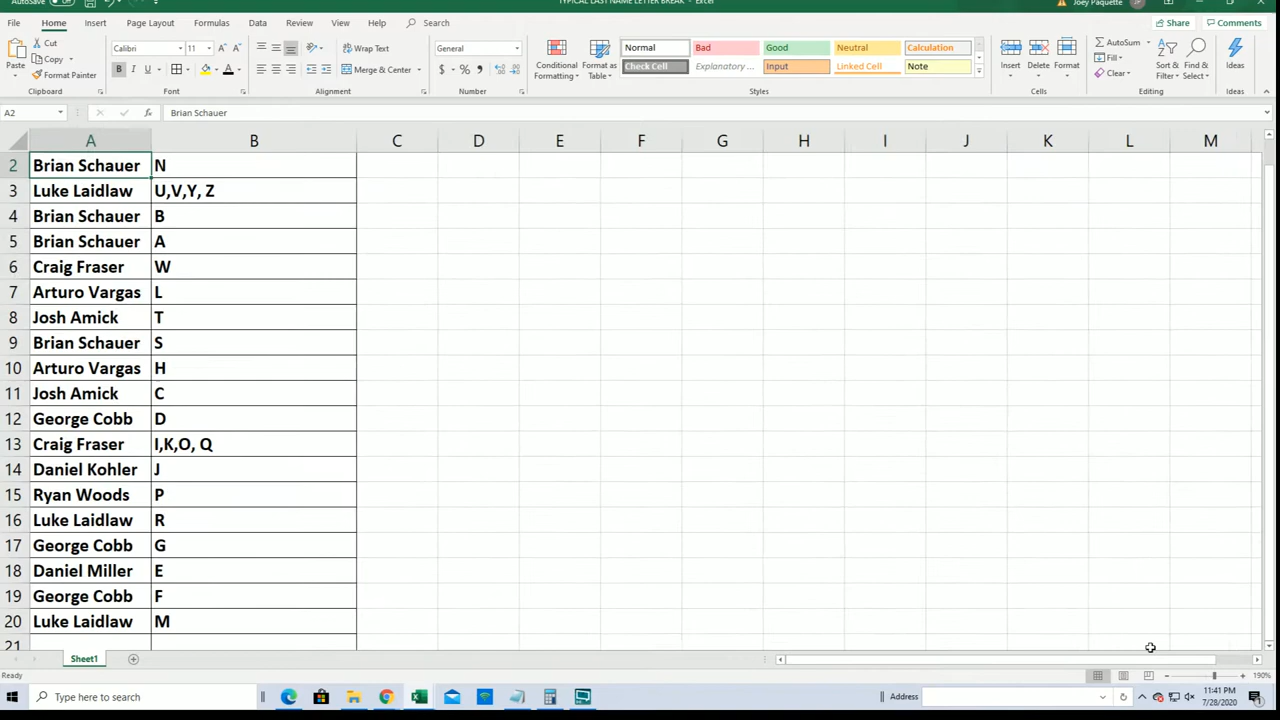 AutoSave
TYPICAL LAST NAME LETTER BREAK - Excel
Joey Paquette
JP
File Home Insert Page Layout Formulas Data Review View Help Search
Share Comments
Paste
Cut
Copy
Format Painter
Clipboard
Calibri 11
B I U
Font
Wrap Text
Merge & Center
Alignment
General
$ % ,
Number
Conditional Formatting
Format as Table
Normal Bad Good Neutral Calculation
Check Cell Explanatory ... Input Linked Cell Note
Styles
Insert Delete Format
Cells
AutoSum
Fill
Clear
Sort & Filter
Find & Select
Editing
Ideas
Ideas
A2 fx Brian Schauer
A B C D E F G H I J K L M
2 Brian Schauer N
3 Luke Laidlaw U,V,Y, Z
4 Brian Schauer B
5 Brian Schauer A
6 Craig Fraser W
7 Arturo Vargas L
8 Josh Amick T
9 Brian Schauer S
10 Arturo Vargas H
11 Josh Amick C
12 George Cobb D
13 Craig Fraser I,K,O, Q
14 Daniel Kohler J
15 Ryan Woods P
16 Luke Laidlaw R
17 George Cobb G
18 Daniel Miller E
19 George Cobb F
20 Luke Laidlaw M
21
Sheet1
Ready
190%
Type here to search
Address
11:41 PM
7/28/2020